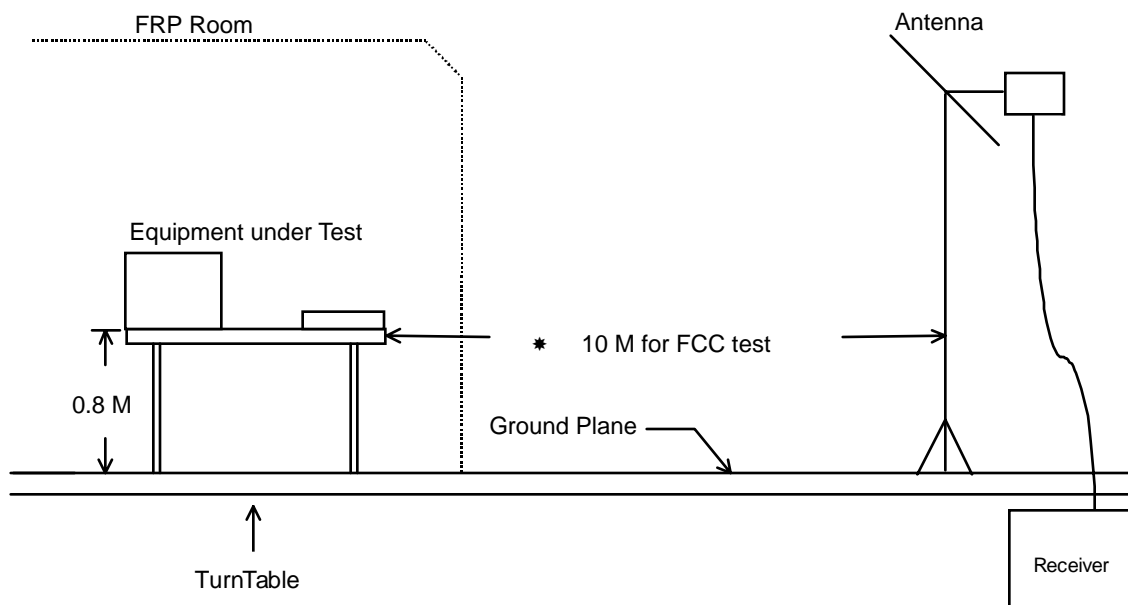 FRP Room
Antenna
Equipment under Test
10 M for FCC test
0.8 M
Ground Plane
TurnTable
Receiver